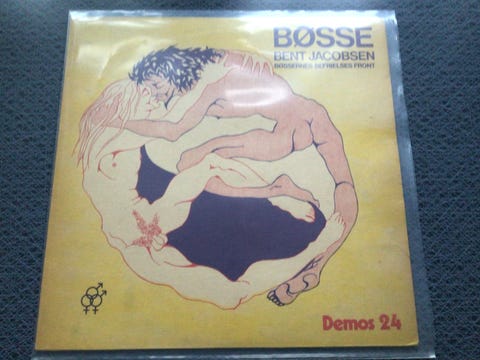 BØSSE
BENT JACOBSEN
BØSSERNES BEFRIELSES FRONT
Demos 24